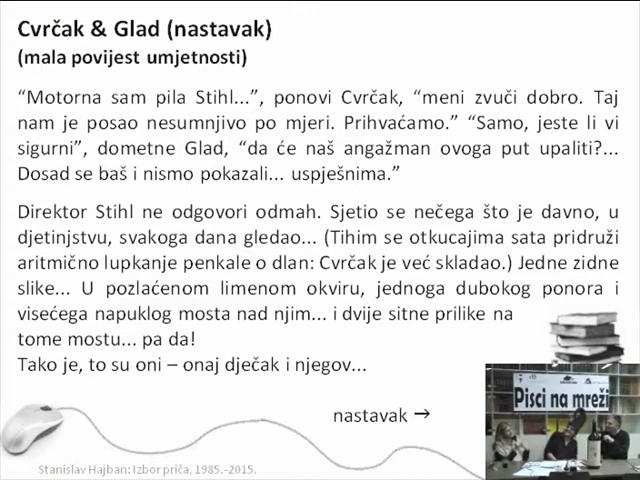 Cvrčak & Glad (nastavak)
(mala povijest umjetnosti)
“Motorna sam pila Stihl...”, ponovi Cvrčak, “meni zvuči dobro. Taj
nam je posao nesumnjivo po mjeri. Prihvaćamo.” “Samo, jeste li vi
sigurni”, dometne Glad, “da će naš angažman ovoga put upaliti?...
Dosad se baš i nismo pokazali... uspješnima.”
Direktor Stihl ne odgovori odmah. Sjetio se nečega što je davno, u
djetinjstvu, svakoga dana gledao... (Tihim se otkucajima sata pridruži
aritmično lupkanje penkale o dlan: Cvrčak je već skladao.) Jedne zidne
slike... U pozlaćenom limenom okviru, jednoga dubokog ponora i
visećega napuklog mosta nad njim... i dvije sitne prilike na
tome mostu... pa da!
Tako je, to su oni – onaj dječak i njegov...
nastavak →
Pisci na mreži
Stanislav Hajban: Izbor priča, 1985.-2015.